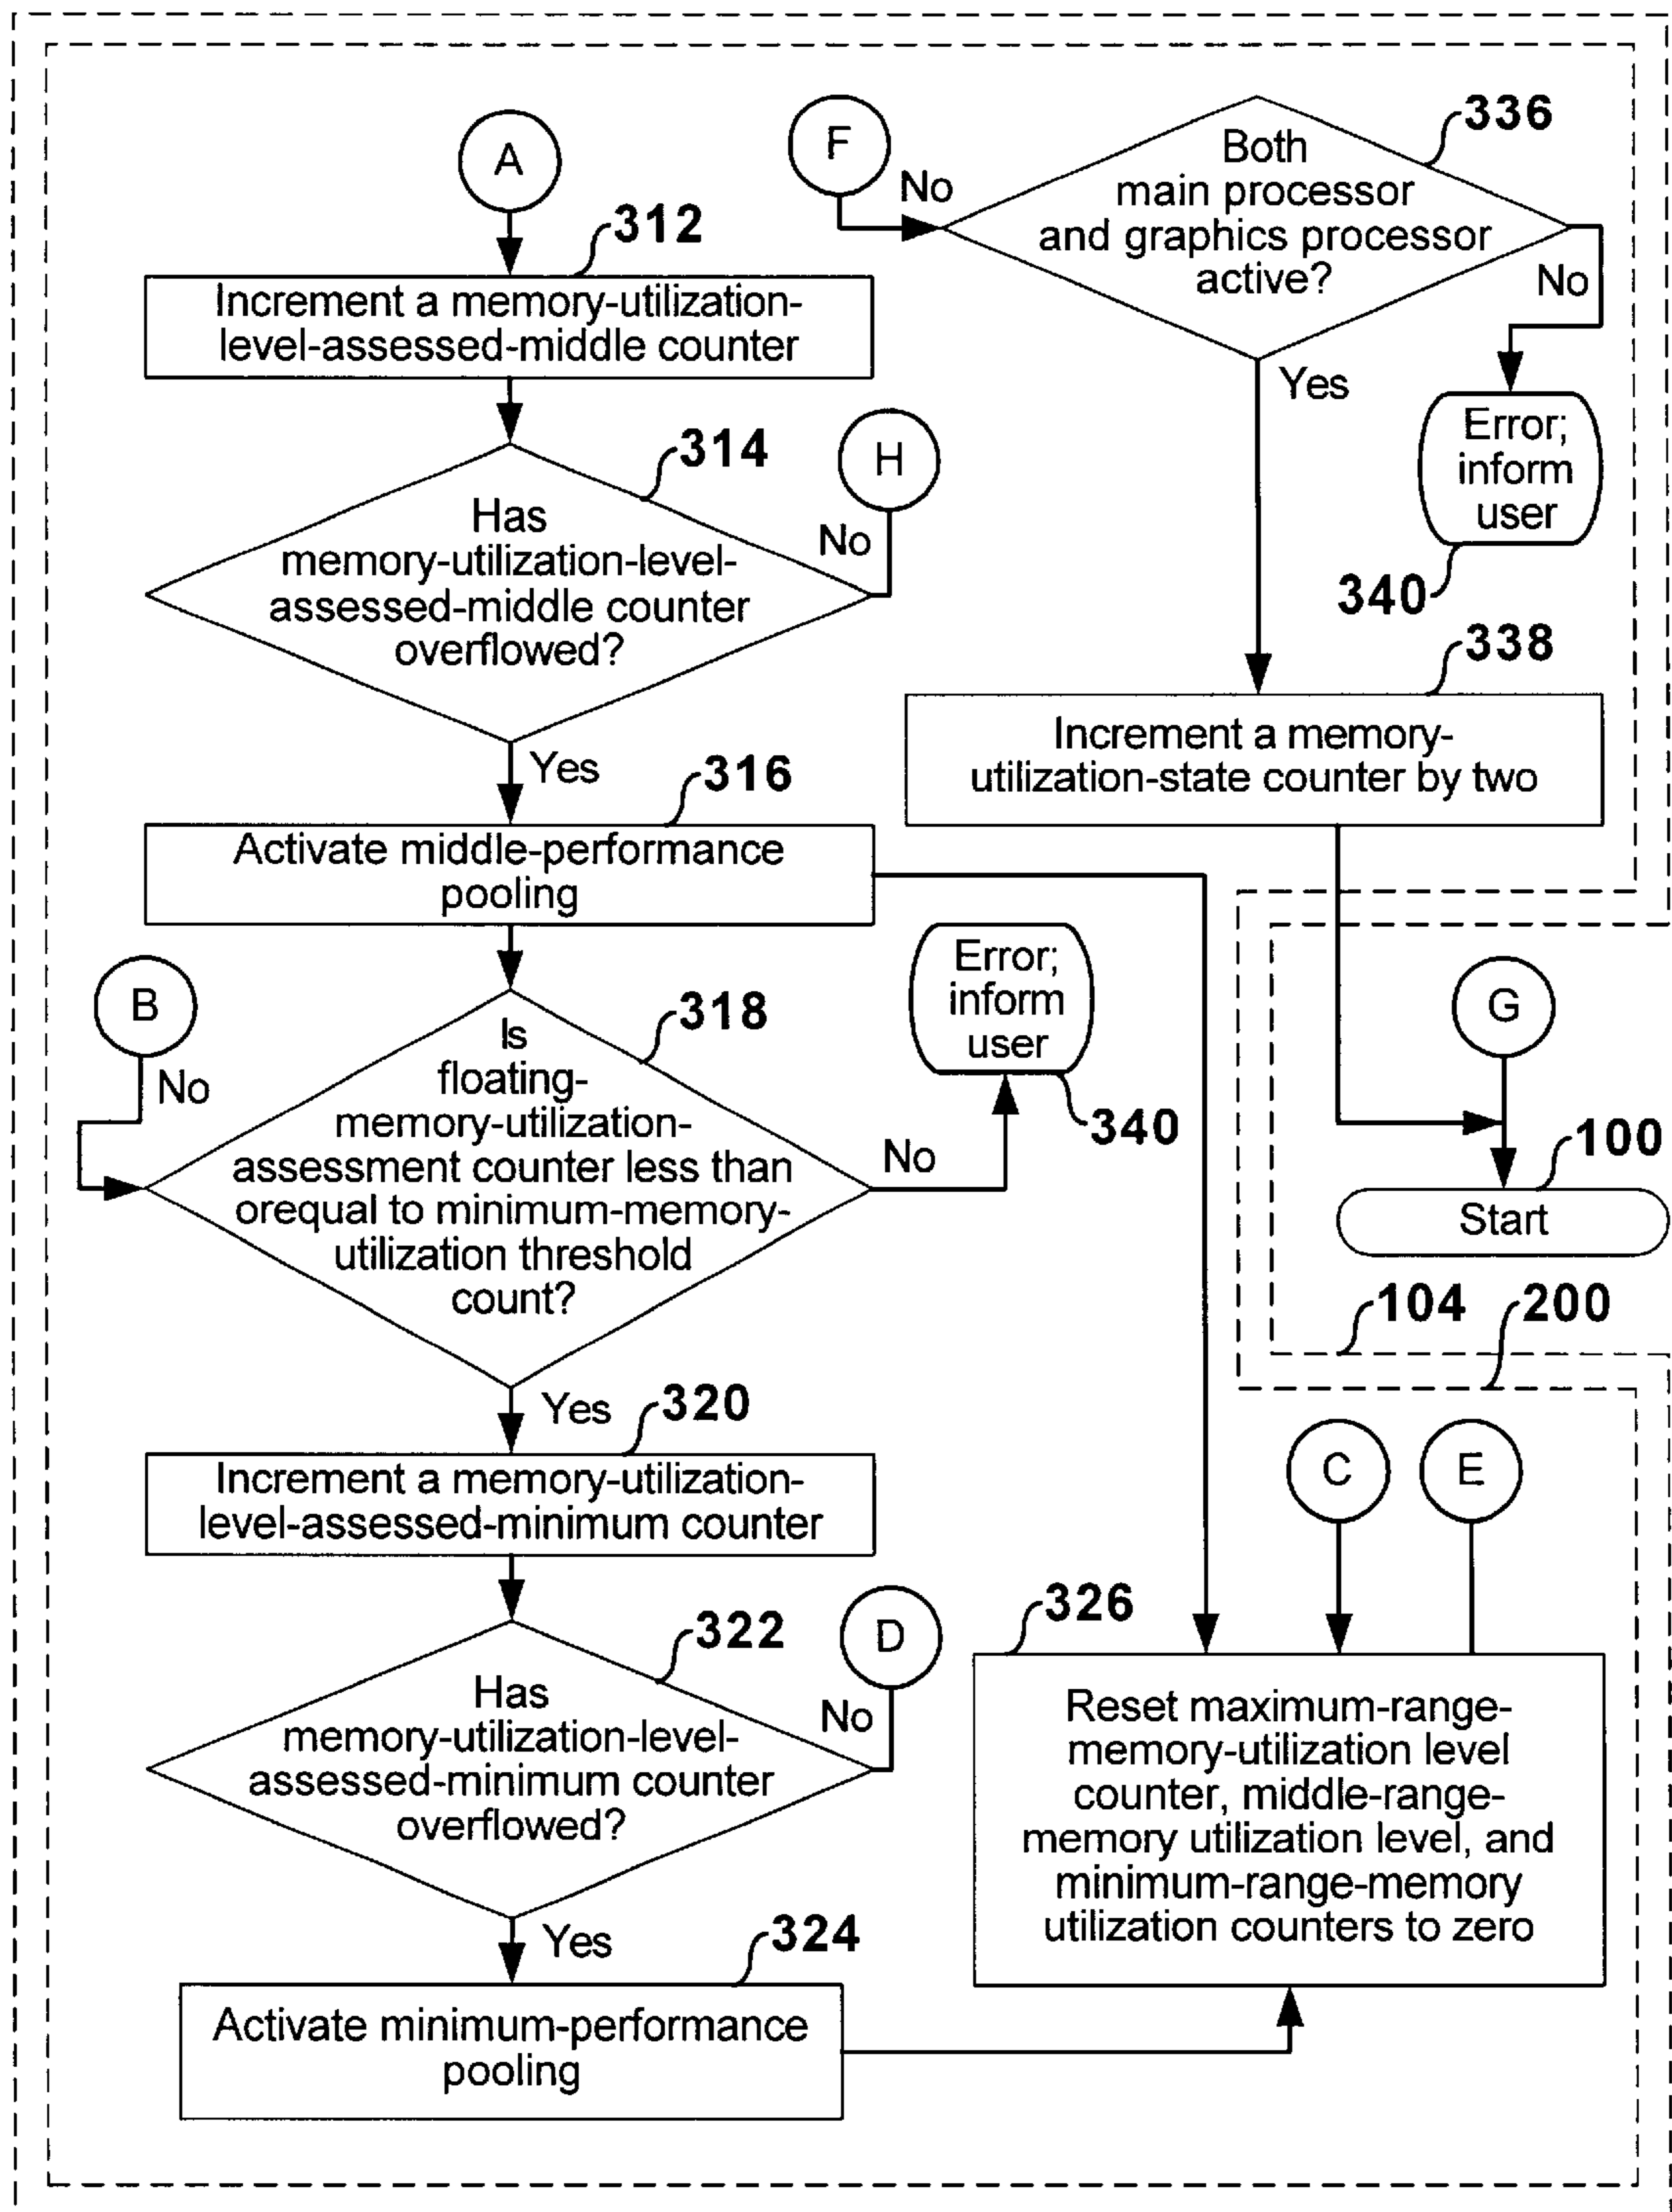 A
312
Increment a memory-utilization-
level-assessed-middle counter
314
H
Has
memory-utilization-level-
assessed-middle counter
overflowed?
No
Yes
316
Activate middle-performance
pooling
B
No
318
Is
floating-
memory-utilization-
assessment counter less than
orequal to minimum-memory-
utilization threshold
count?
No
Error;
inform
user
340
Yes
320
Increment a memory-utilization-
level-assessed-minimum counter
322
D
Has
memory-utilization-level-
assessed-minimum counter
overflowed?
No
Yes
324
Activate minimum-performance
pooling
F
No
336
Both
main processor
and graphics processor
active?
No
Yes
Error;
inform
user
340
338
Increment a memory-
utilization-state counter by two
G
100
Start
104
200
C
E
326
Reset maximum-range-
memory-utilization level
counter, middle-range-
memory utilization level, and
minimum-range-memory
utilization counters to zero